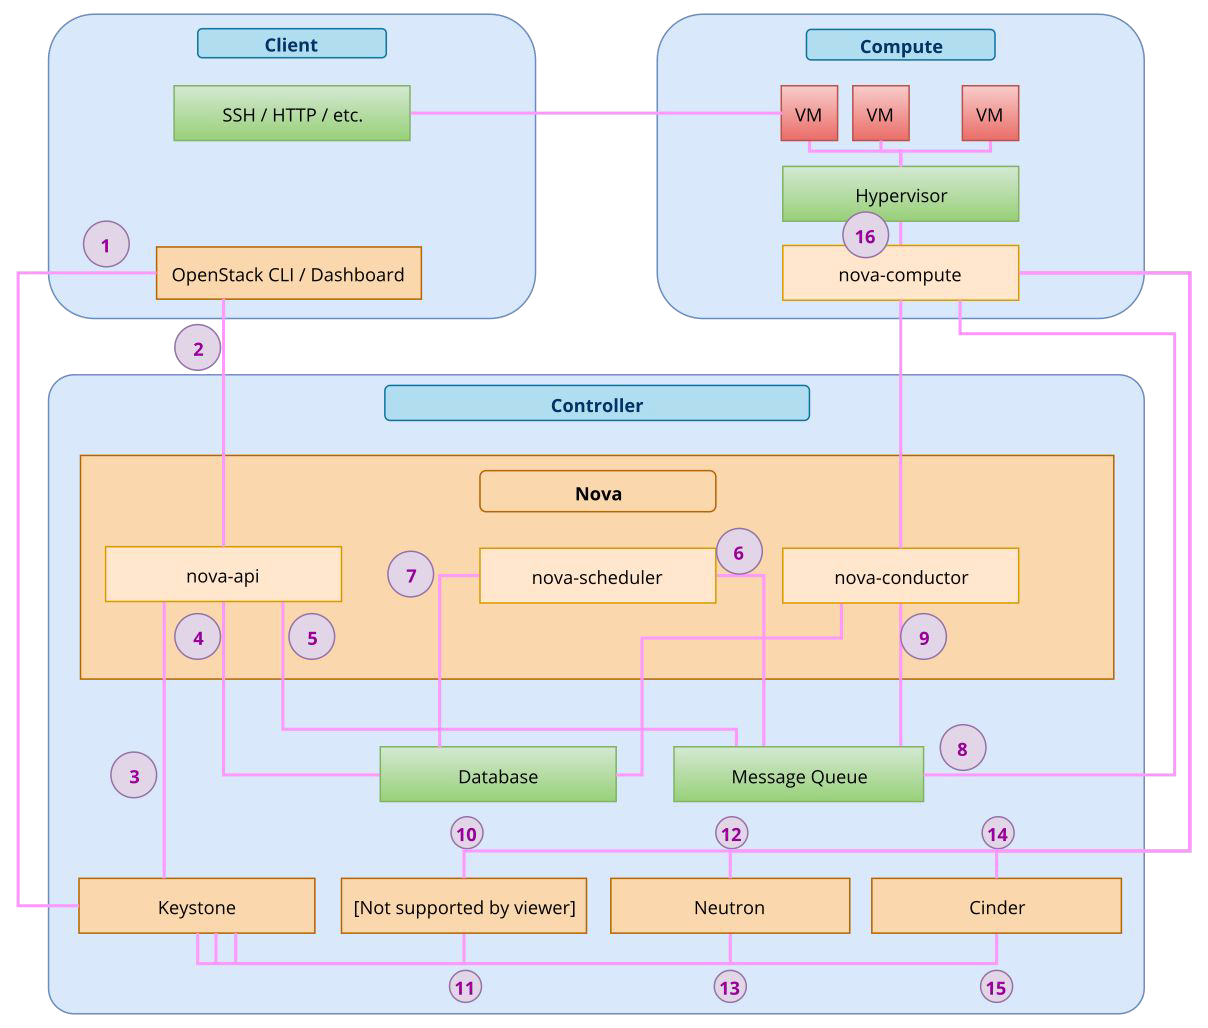 Client
Compute
SSH / HTTP / etc.
VM
VM
VM
Hypervisor
1
16
OpenStack CLI / Dashboard
nova-compute
2
Controller
Nova
nova-api
7
nova-scheduler
6
nova-conductor
4
5
9
3
Database
Message Queue
8
10
12
14
Keystone
[Not supported by viewer]
Neutron
Cinder
11
13
15